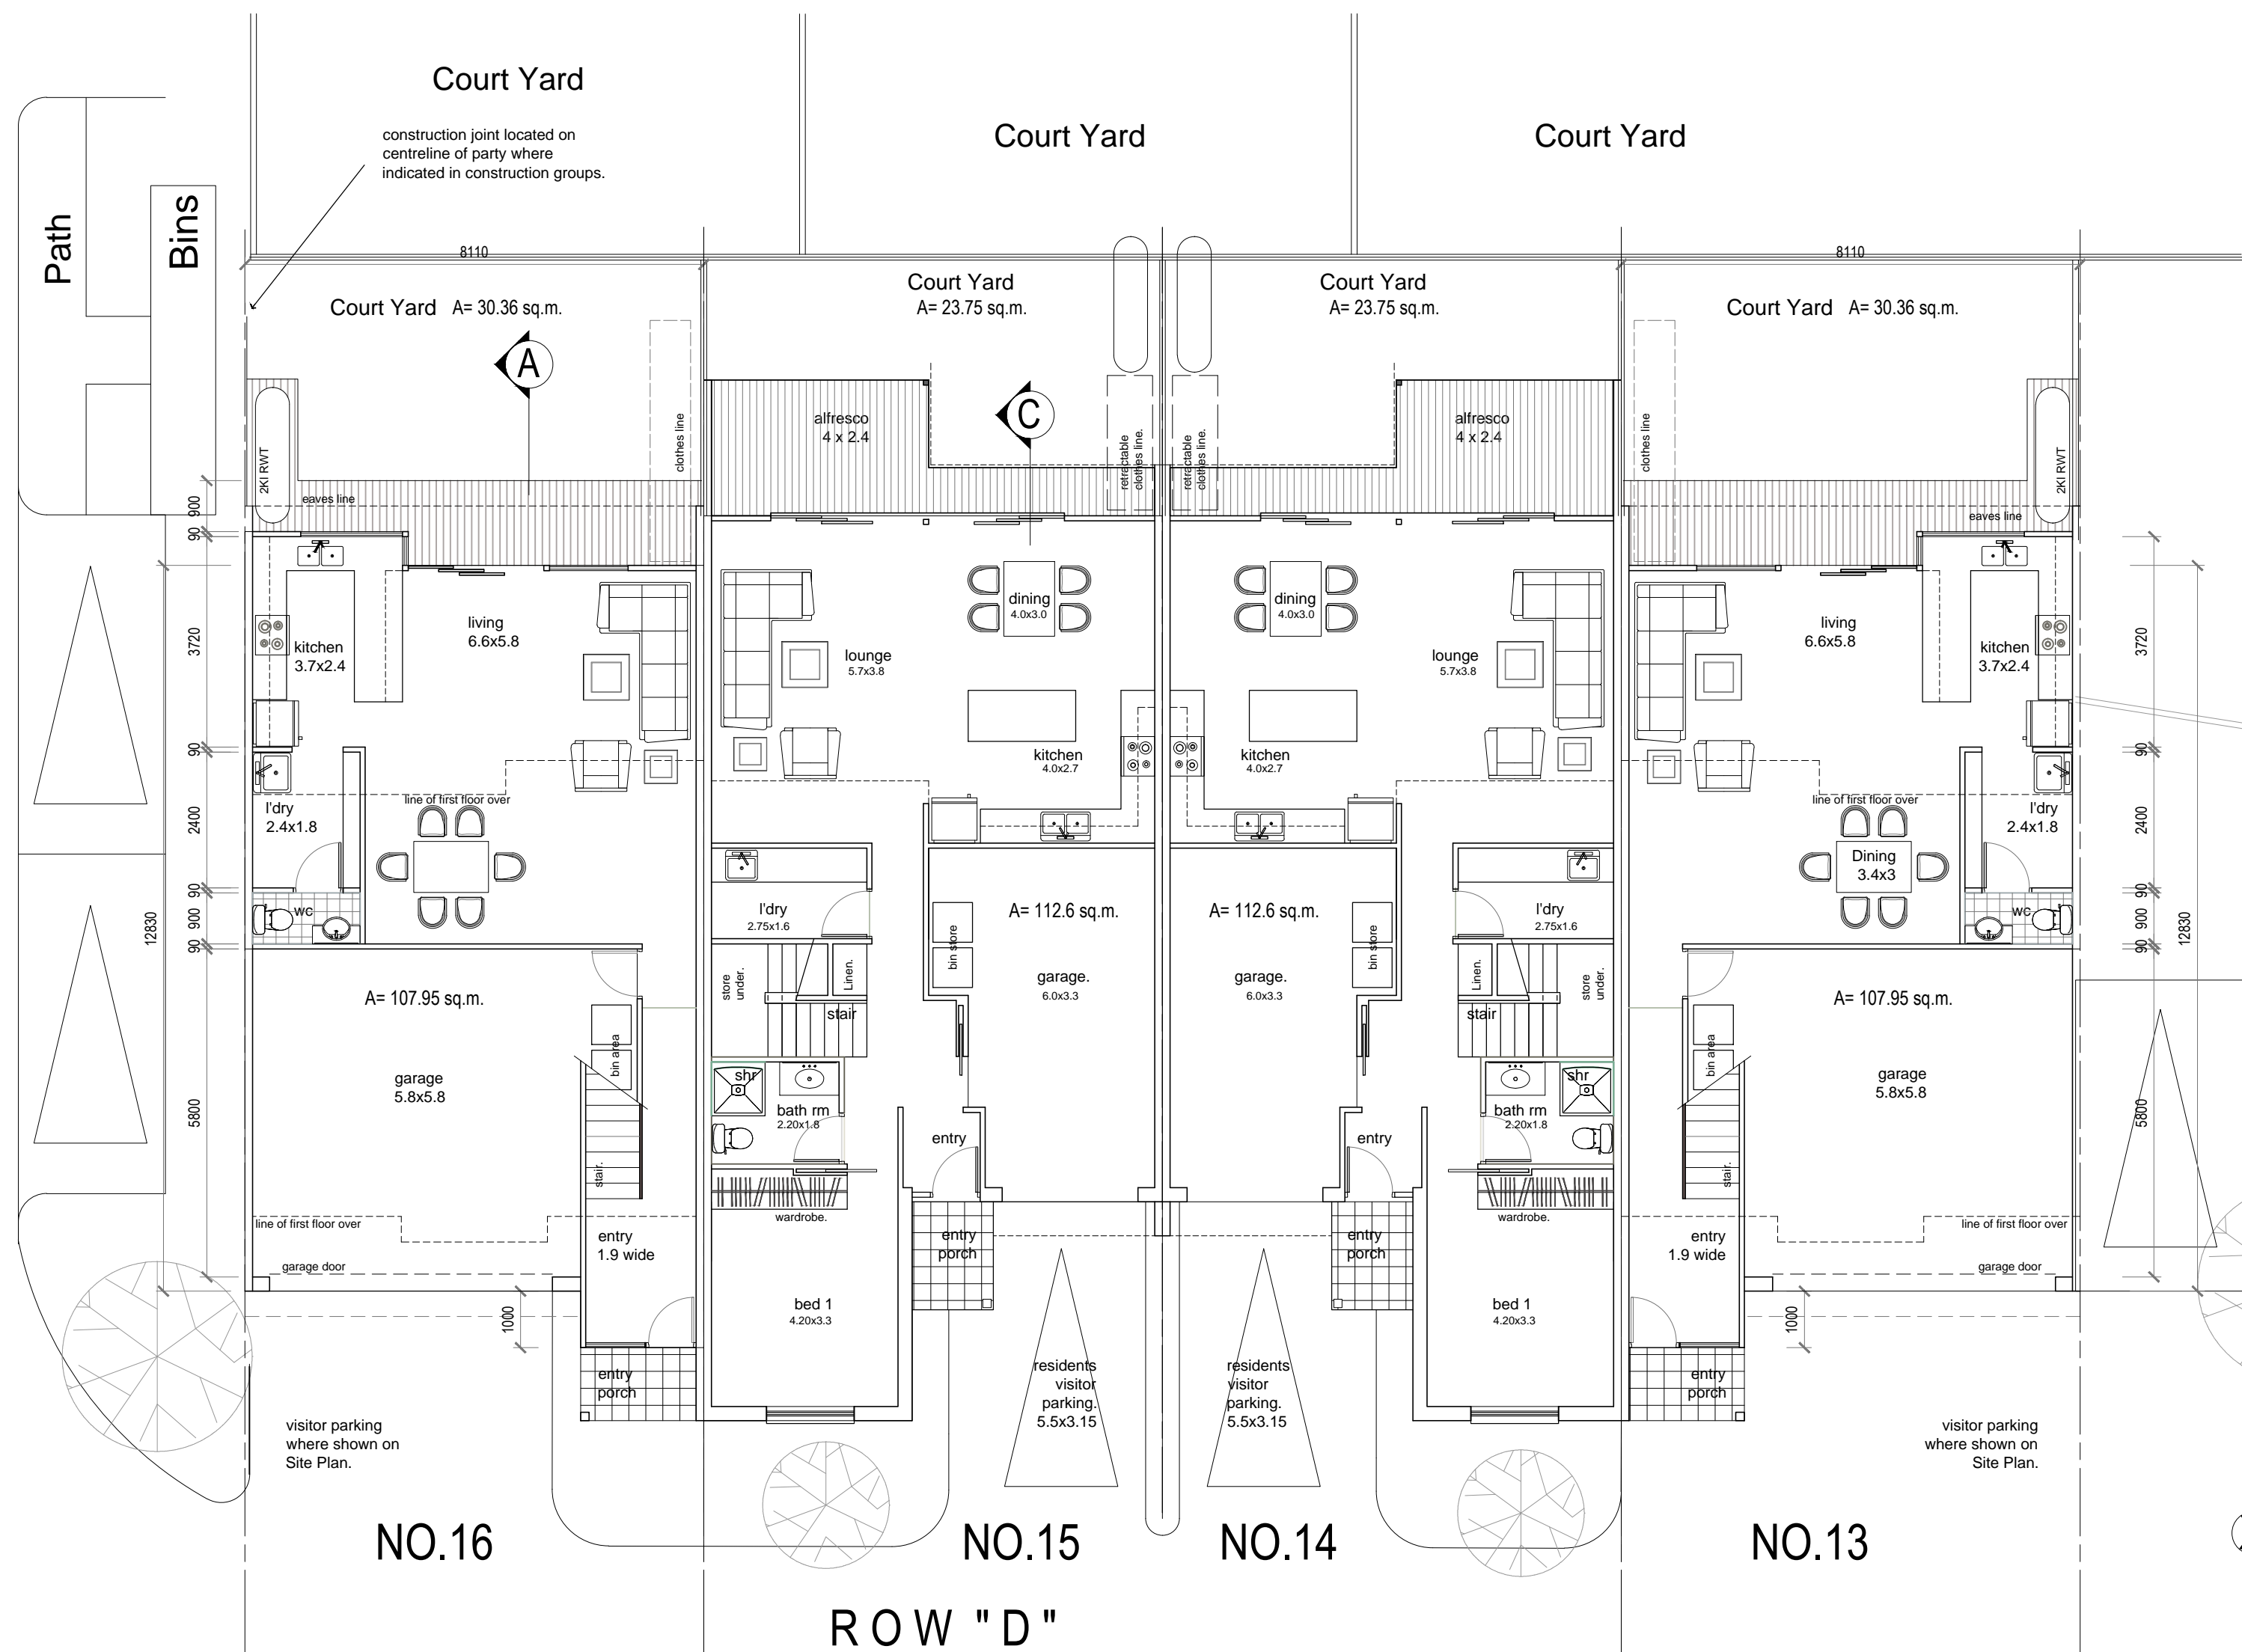 Court Yard
Court Yard
Court Yard
construction joint located on
centreline of party where
indicated in construction groups.
Path
Bins
8110
8110
Court Yard A= 30.36 sq.m.
Court Yard
A= 23.75 sq.m.
Court Yard
A= 23.75 sq.m.
Court Yard A= 30.36 sq.m.
A
C
clothes line
alfresco
4 x 2.4
retractable
clothes line.
retractable
clothes line.
alfresco
4 x 2.4
clothes line
2Kl RWT
eaves line
2Kl RWT
eaves line
900
90
3720
90
2400
90
900
90
5800
12830
kitchen
3.7x2.4
living
6.6x5.8
l'dry
2.4x1.8
line of first floor over
wc
A= 107.95 sq.m.
garage
5.8x5.8
bin area
stair.
line of first floor over
garage door
entry
1.9 wide
1000
entry
porch
visitor parking
where shown on
Site Plan.
lounge
5.7x3.8
dining
4.0x3.0
kitchen
4.0x2.7
l'dry
2.75x1.6
store
under.
Linen.
stair
bin store
A= 112.6 sq.m.
garage.
6.0x3.3
shr
bath rm
2.20x1.8
entry
wardrobe.
entry
porch
bed 1
4.20x3.3
residents
visitor
parking.
5.5x3.15
dining
4.0x3.0
lounge
5.7x3.8
kitchen
4.0x2.7
A= 112.6 sq.m.
garage.
6.0x3.3
bin store
l'dry
2.75x1.6
Linen.
store
under.
stair
shr
bath rm
2.20x1.8
entry
wardrobe.
entry
porch
bed 1
4.20x3.3
residents
visitor
parking.
5.5x3.15
living
6.6x5.8
kitchen
3.7x2.4
line of first floor over
l'dry
2.4x1.8
Dining
3.4x3
wc
A= 107.95 sq.m.
garage
5.8x5.8
bin area
stair.
line of first floor over
entry
1.9 wide
garage door
1000
entry
porch
visitor parking
where shown on
Site Plan.
3720
90
2400
90
900
90
5800
12830
NO.16
NO.15
NO.14
NO.13
ROW "D"